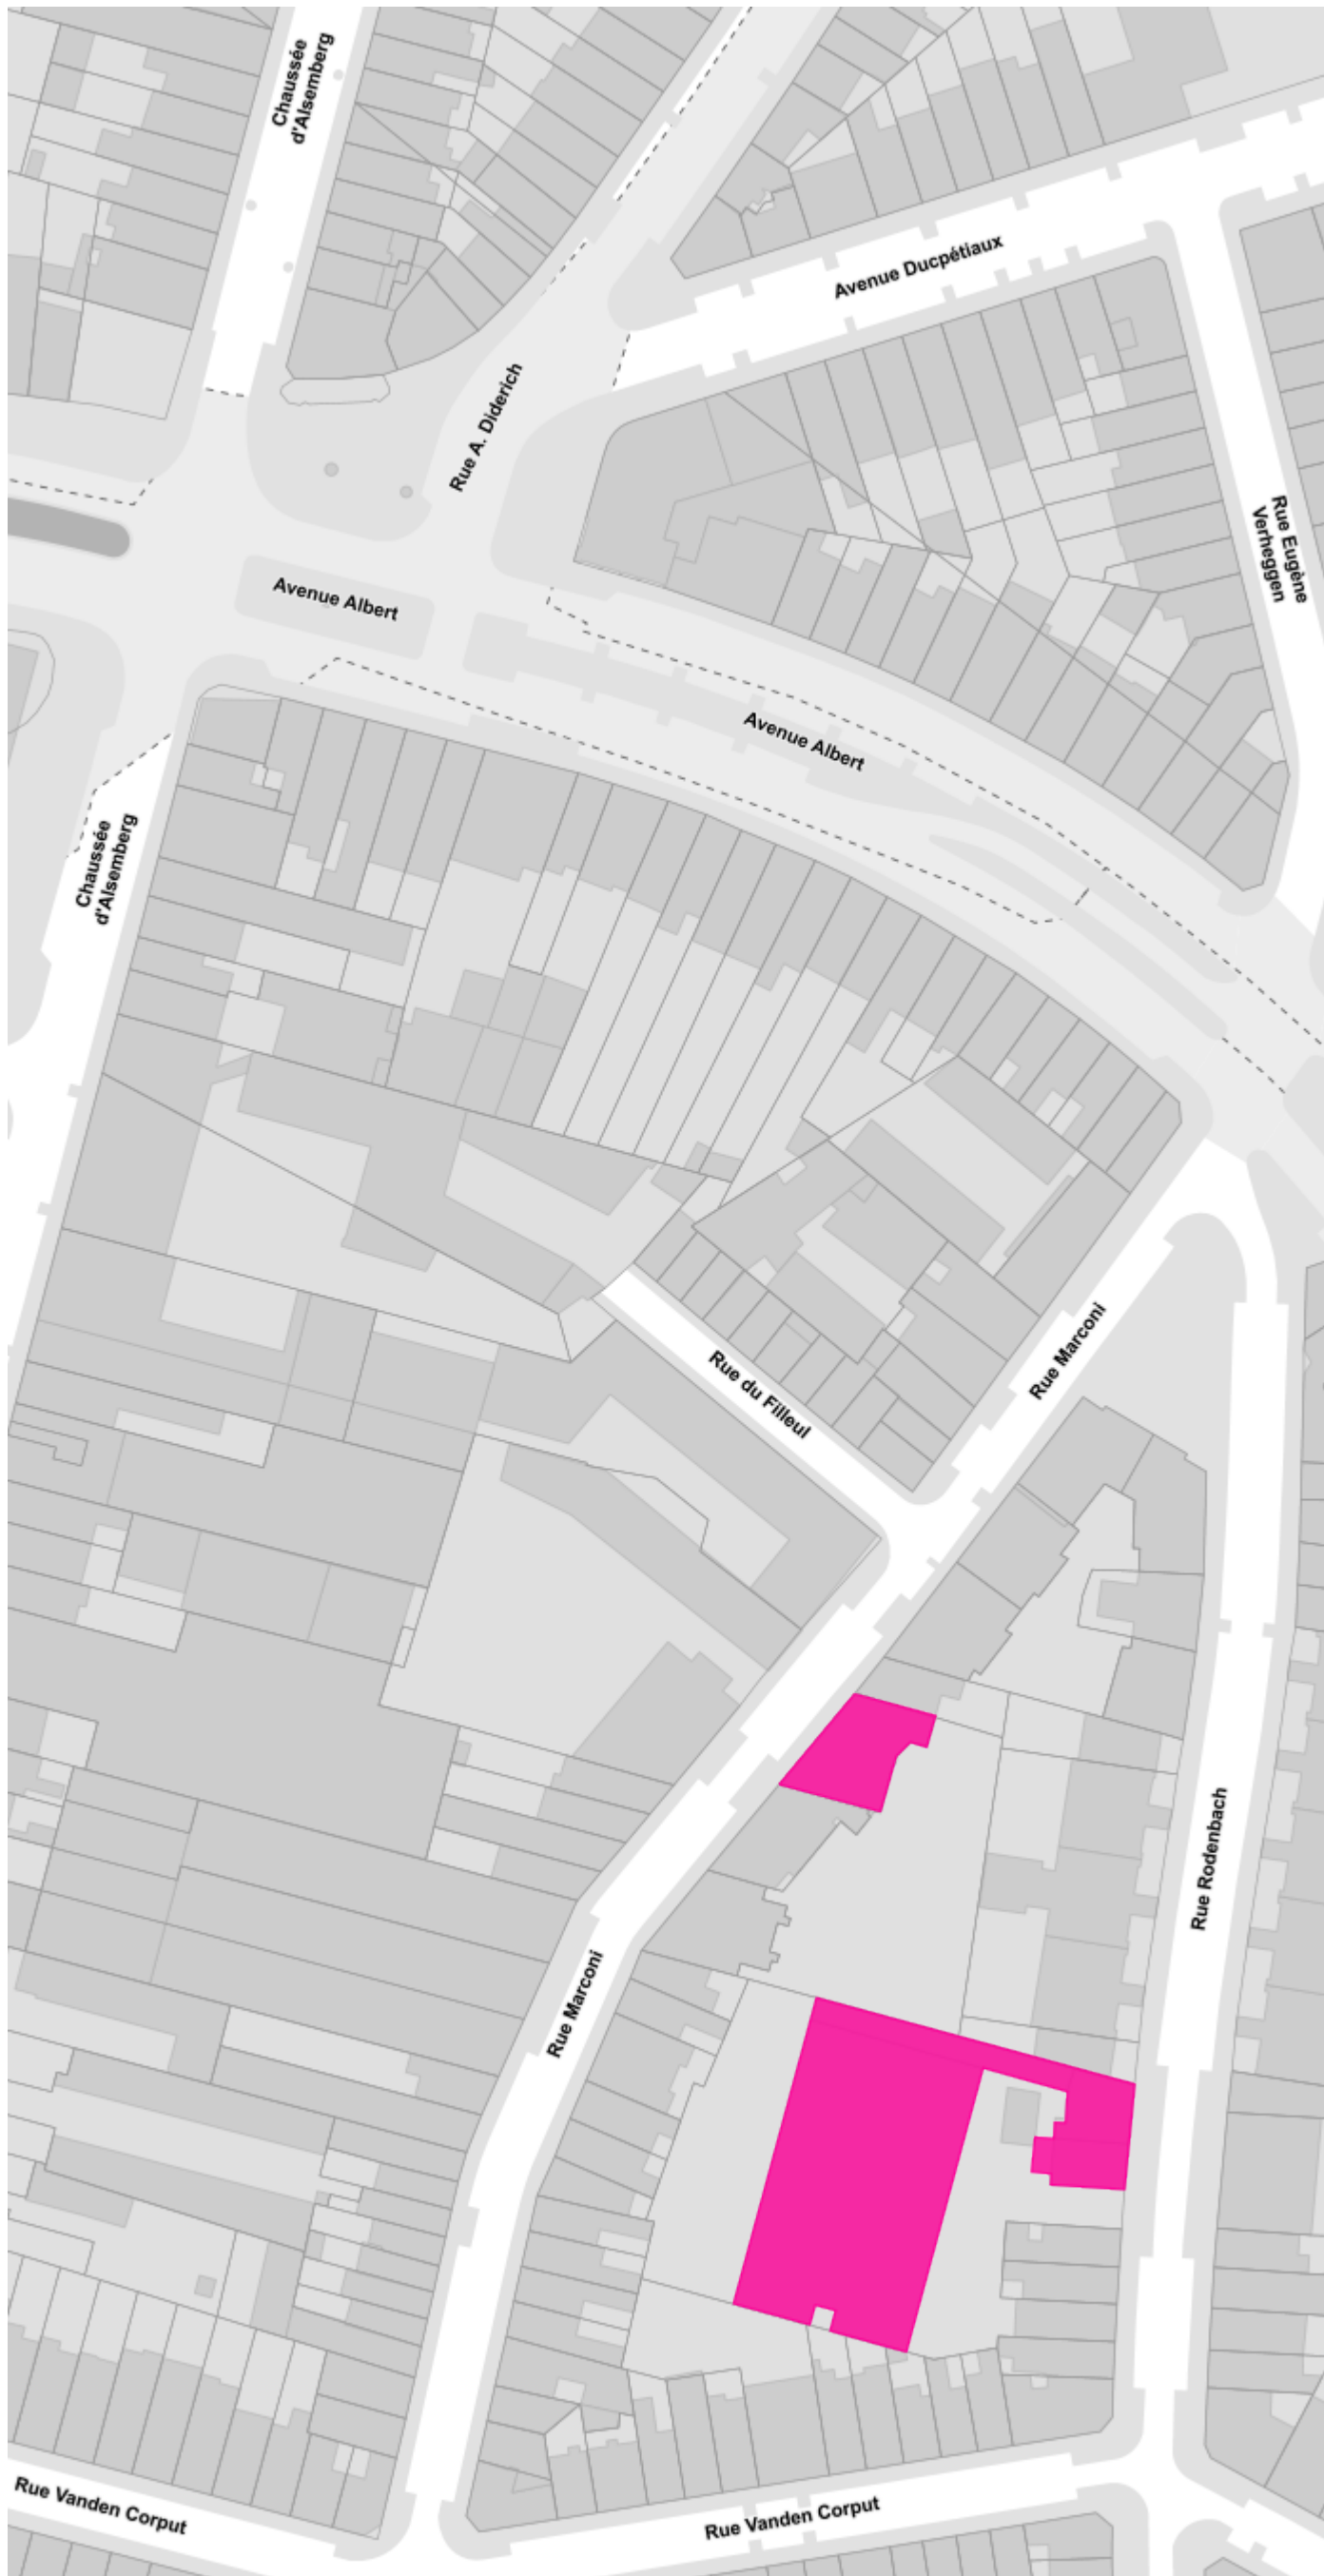 Chaussée
d'Alsemberg
Avenue Ducpétiaux
Rue A. Diderich
Rue Eugène
Verheggen
Avenue Albert
Avenue Albert
Chaussée
d'Alsemberg
Rue Marconi
Rue du Filleul
Rue Rodenbach
Rue Marconi
Rue Vanden Corput
Rue Vanden Corput